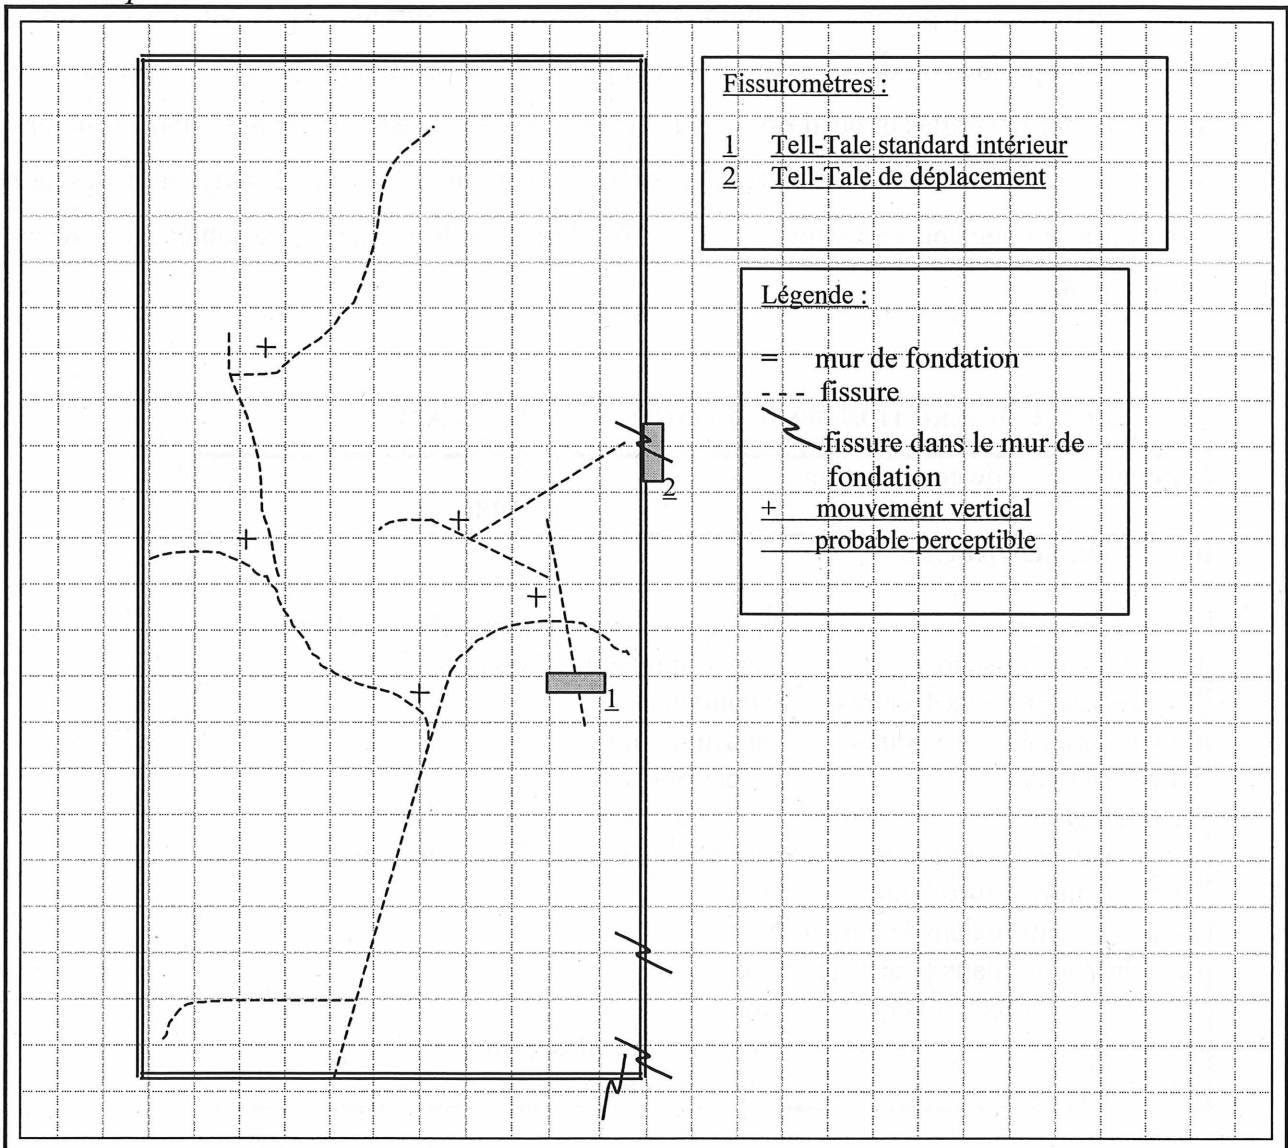 Fissuromètres :
1 Tell-Tale standard intérieur
2 Tell-Tale de déplacement
Légende :
= mur de fondation
--- fissure
fissure dans le mur de
fondation
+ mouvement vertical
probable perceptible
2
1